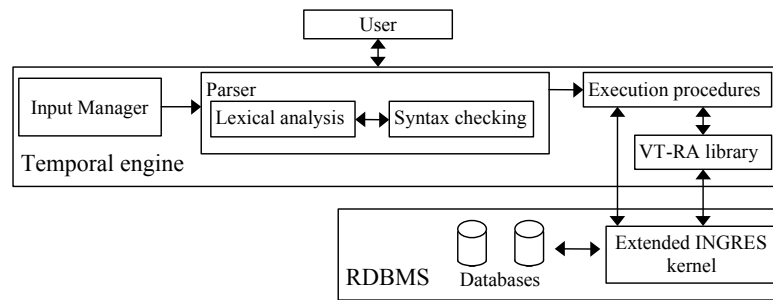 User
Parser
Execution procedures
Input Manager
Lexical analysis
Syntax checking
VT-RA library
Temporal engine
Extended INGRES
kernel
RDBMS
Databases